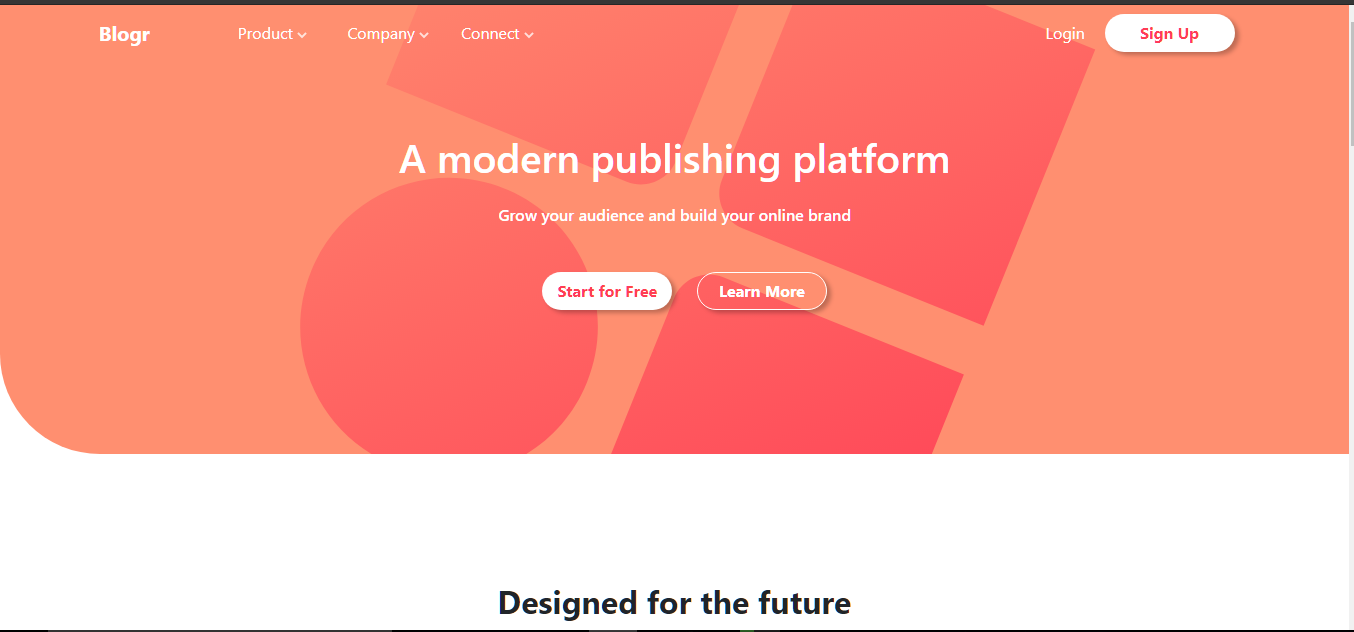 Blogr Product Company Connect Login Sign Up
A modern publishing platform
Grow your audience and build your online brand
Start for Free Learn More
Designed for the future